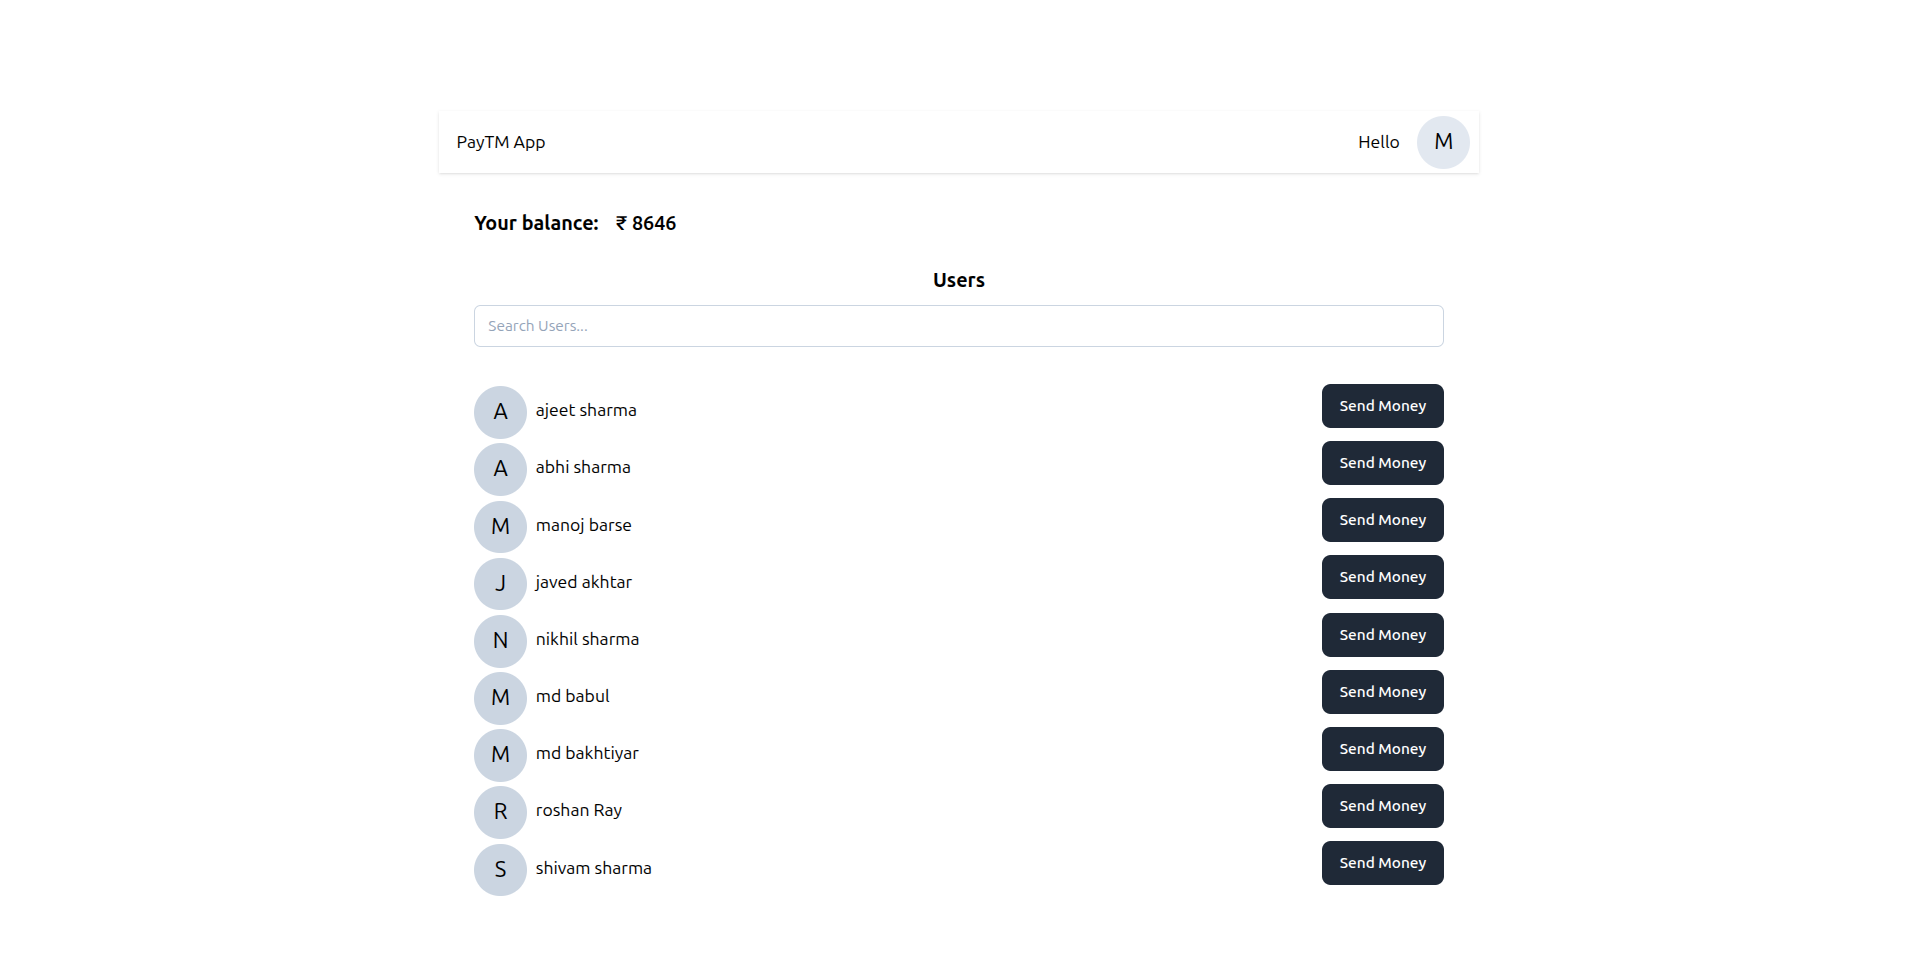 PayTM App Hello M
Your balance: ₹ 8646
Users
Search Users...
A ajeet sharma Send Money
A abhi sharma Send Money
M manoj barse Send Money
J javed akhtar Send Money
N nikhil sharma Send Money
M md babul Send Money
M md bakhtiyar Send Money
R roshan Ray Send Money
S shivam sharma Send Money